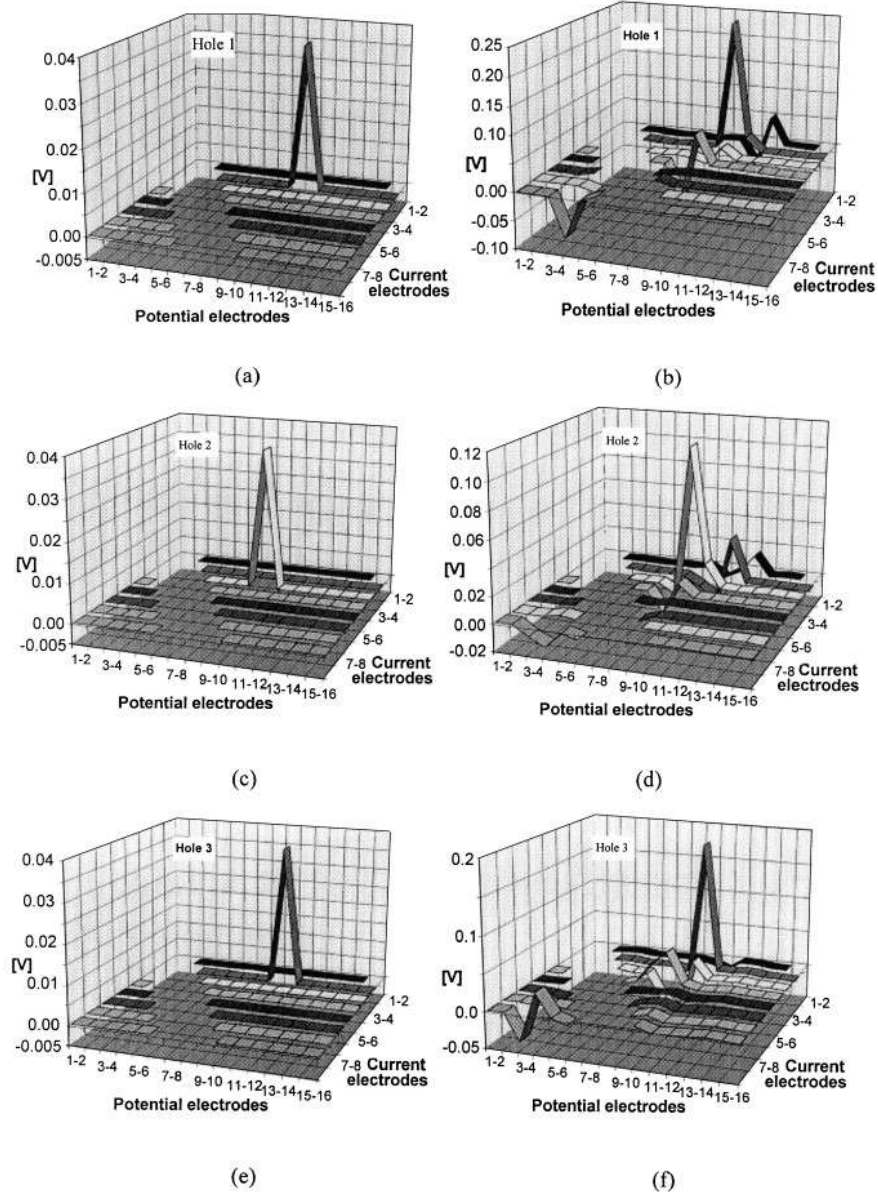 Hole 1
0.04
0.03
0.02
[V]
0.01
0.00
-0.005
1-2 3-4 5-6 7-8 9-10 11-12 13-14 15-16
Potential electrodes
1-2
3-4
5-6
7-8 Current
electrodes
(a)
Hole 1
0.25
0.20
0.15
0.10
[V]
0.00
-0.05
-0.10
1-2 3-4 5-6 7-8 9-10 11-12 13-14 15-16
Potential electrodes
1-2
3-4
5-6
7-8 Current
electrodes
(b)
Hole 2
0.04
0.03
0.02
[V]
0.01
0.00
-0.005
1-2 3-4 5-6 7-8 9-10 11-12 13-14 15-16
Potential electrodes
1-2
3-4
5-6
7-8 Current
electrodes
(c)
Hole 2
0.12
0.10
0.08
0.06
[V]
0.02
0.00
-0.02
1-2 3-4 5-6 7-8 9-10 11-12 13-14 15-16
Potential electrodes
1-2
3-4
5-6
7-8 Current
electrodes
(d)
Hole 3
0.04
0.03
0.02
[V]
0.01
0.00
-0.005
1-2 3-4 5-6 7-8 9-10 11-12 13-14 15-16
Potential electrodes
1-2
3-4
5-6
7-8 Current
electrodes
(e)
Hole 3
0.2
0.1
[V]
0.0
-0.05
1-2 3-4 5-6 7-8 9-10 11-12 13-14 15-16
Potential electrodes
1-2
3-4
5-6
7-8 Current
electrodes
(f)